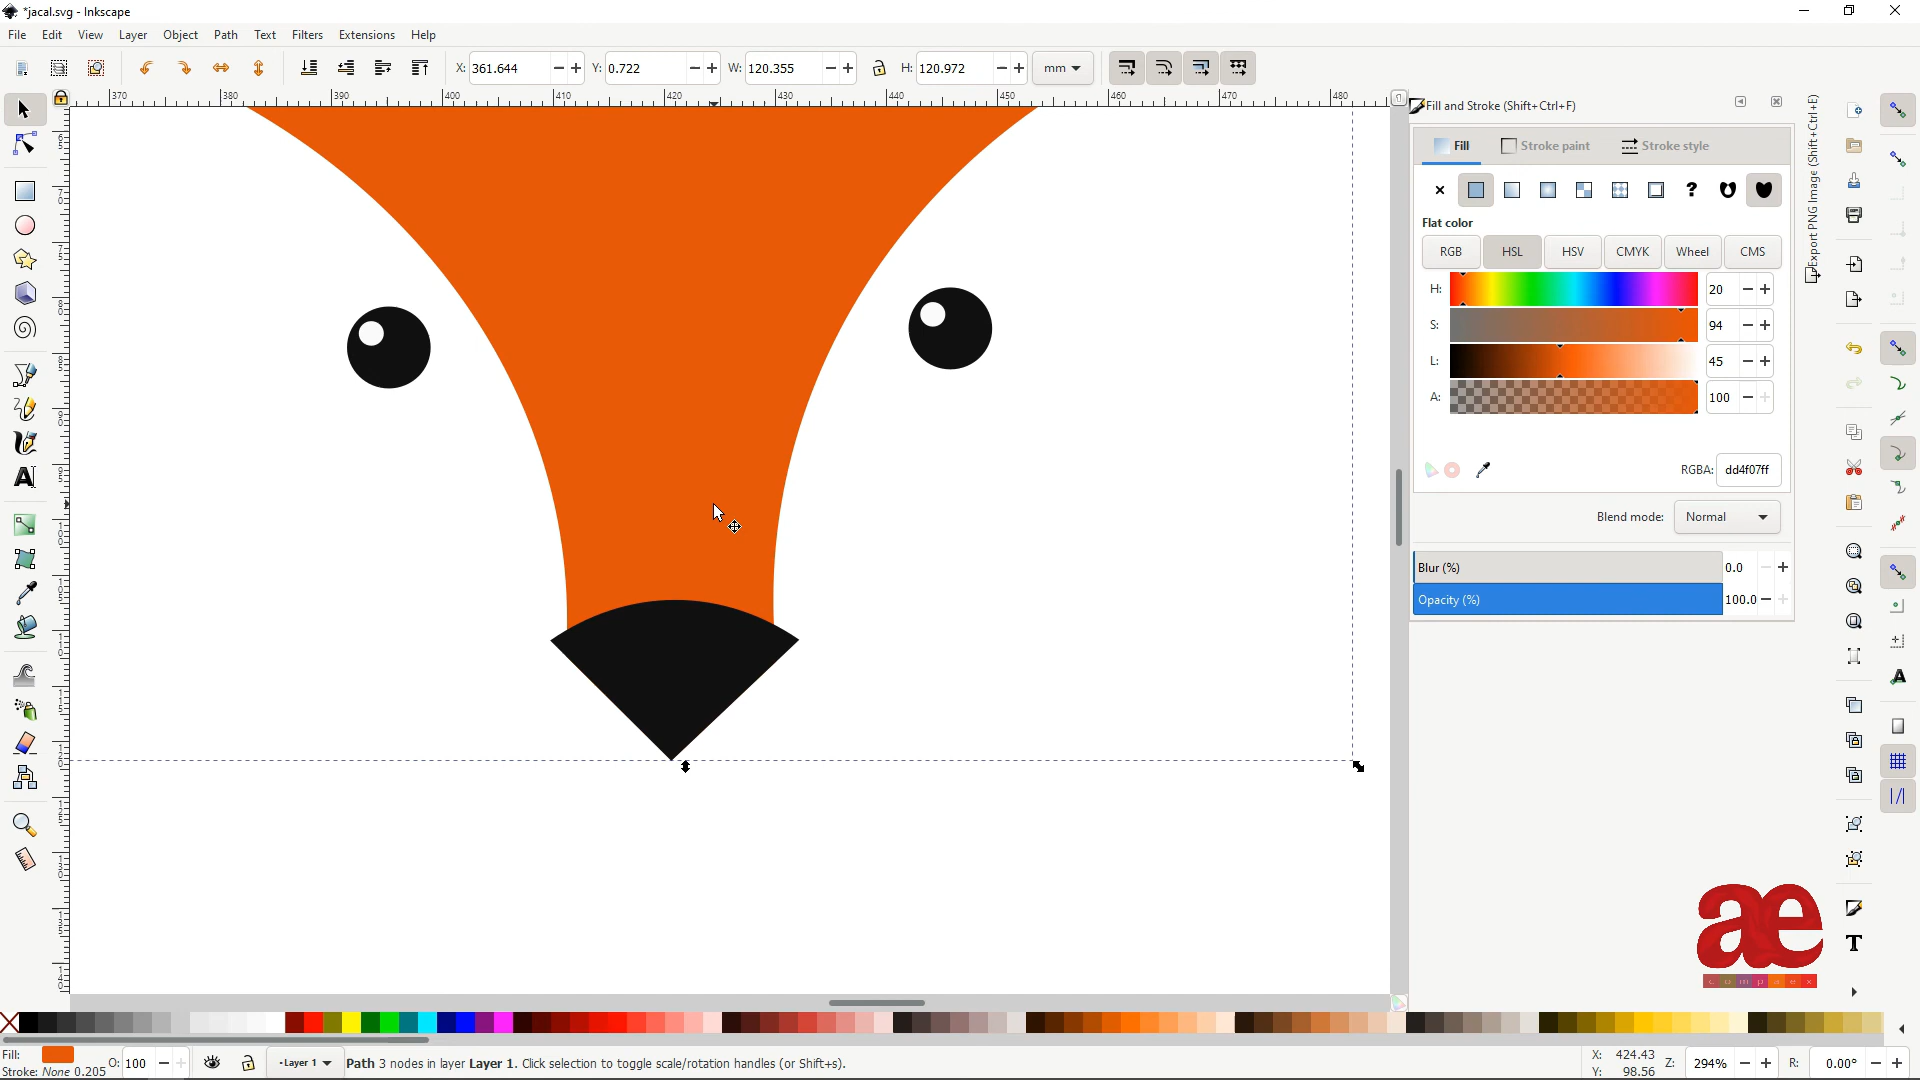 *jacal.svg - Inkscape
File Edit View Layer Object Path Text Filters Extensions Help
X: 361.644 Y: 0.722 W: 120.355 H: 120.972 mm
370 380 390 400 410 420 430 440 450 460 470 480
Fill and Stroke (Shift+Ctrl+F)
Export PNG Image (Shift+Ctrl+E)
Fill Stroke paint Stroke style
Flat color
RGB HSL HSV CMYK Wheel CMS
H: 20
S: 94
L: 45
A: 100
RGBA: dd4f07ff
Blend mode: Normal
Blur (%) 0.0
Opacity (%) 100.0
æ
c o m p a e x
Fill: O: 100 -Layer 1 Path 3 nodes in layer Layer 1. Click selection to toggle scale/rotation handles (or Shift+s). X: 424.43 Z: 294% R: 0.00°
Stroke: None 0.205 Y: 98.56